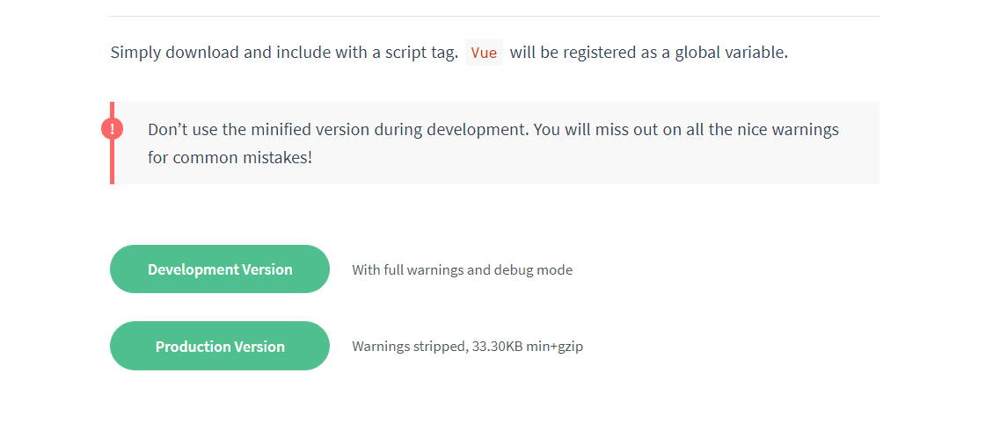 Simply download and include with a script tag. Vue will be registered as a global variable.
!
Don’t use the minified version during development. You will miss out on all the nice warnings
for common mistakes!
Development Version With full warnings and debug mode
Production Version Warnings stripped, 33.30KB min+gzip